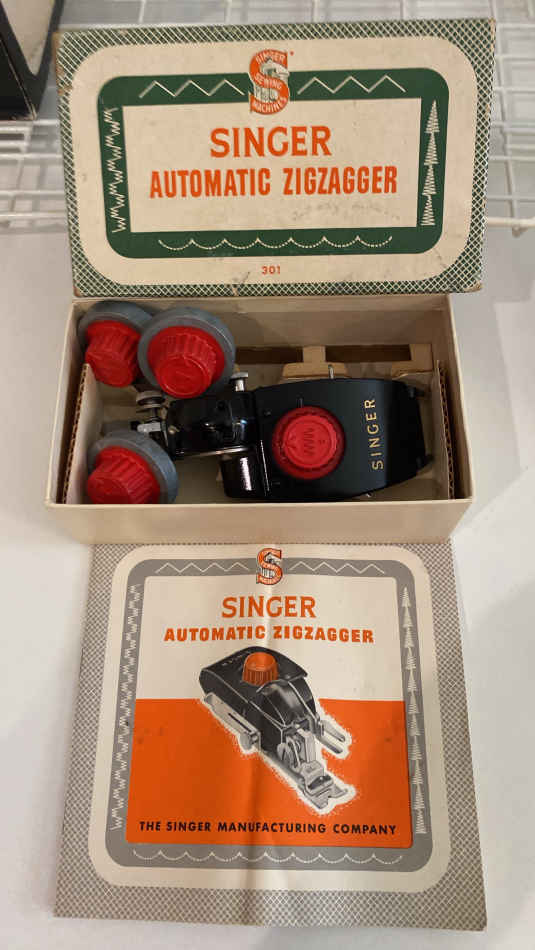 SINGER
SEWING
MACHINES
SINGER
AUTOMATIC ZIGZAGGER
301
SINGER
SINGER
AUTOMATIC ZIGZAGGER
THE SINGER MANUFACTURING COMPANY